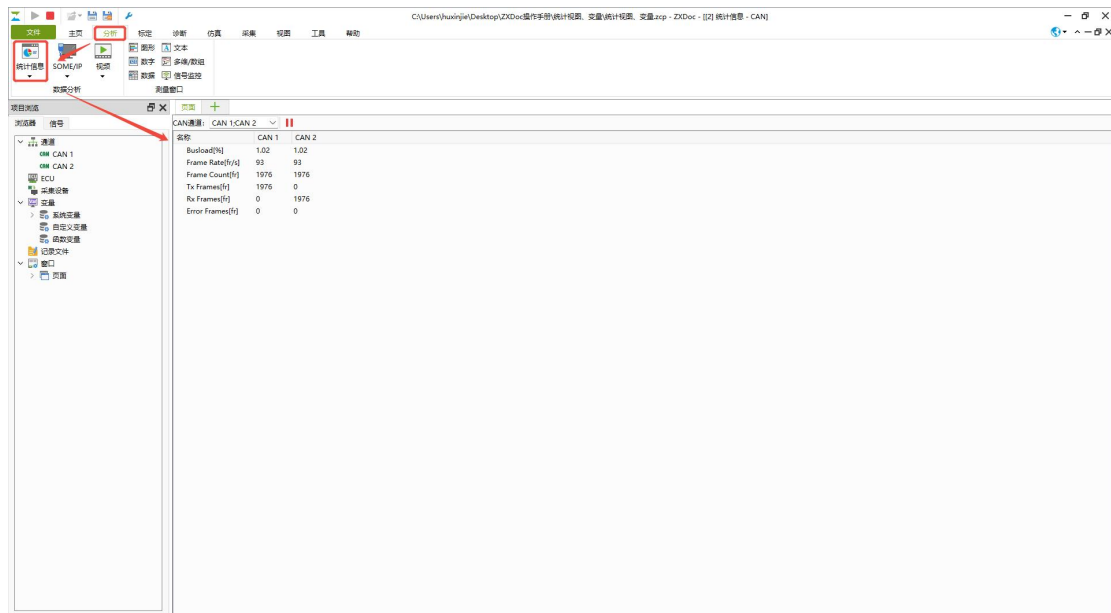 C:\Users\huxinjie\Desktop\ZXDoc操作手册\统计视图、变量\统计视图、变量.zcp - ZXDoc - [[2] 统计信息 - CAN]
文件 主页 分析 标定 诊断 仿真 采集 视图 工具 帮助
统计信息 SOME/IP 视频
图形 文本
数字 多维/数组
数据 信号监控
数据分析 测量窗口
项目浏览
浏览器 信号
通道
CAN CAN 1
CAN CAN 2
ECU
采集设备
变量
系统变量
自定义变量
函数变量
记录文件
窗口
页面
页面
CAN通道: CAN 1;CAN 2
名称 CAN 1 CAN 2
Busload[%] 1.02 1.02
Frame Rate[fr/s] 93 93
Frame Count[fr] 1976 1976
Tx Frames[fr] 1976 0
Rx Frames[fr] 0 1976
Error Frames[fr] 0 0